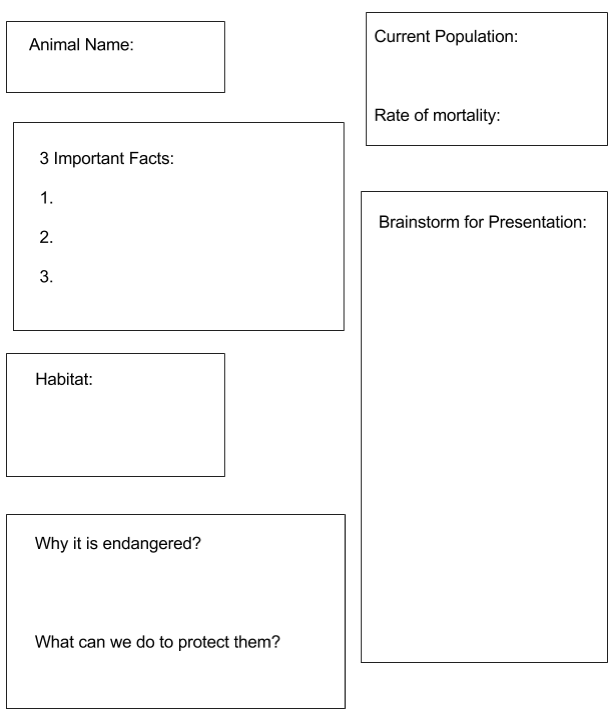 Animal Name:
Current Population:
Rate of mortality:
3 Important Facts:
1.
2.
3.
Brainstorm for Presentation:
Habitat:
Why it is endangered?
What can we do to protect them?